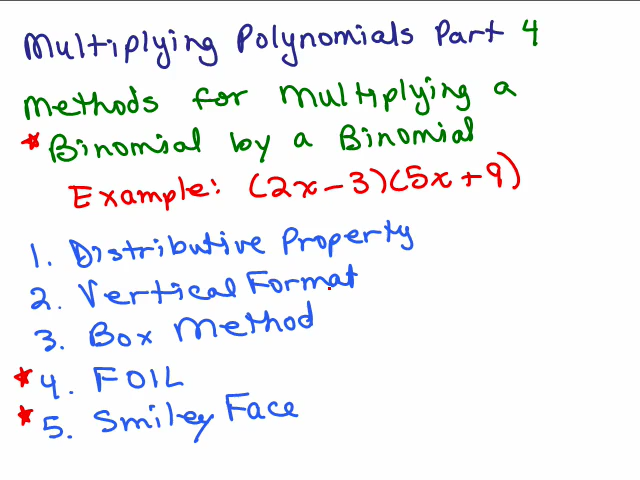 Multiplying Polynomials Part 4
Methods for Multiplying a
* Binomial by a Binomial
Example: (2x-3)(5x+9)
1. Distributive Property
2. Vertical Format
3. Box Method
* 4. FOIL
* 5. Smiley Face